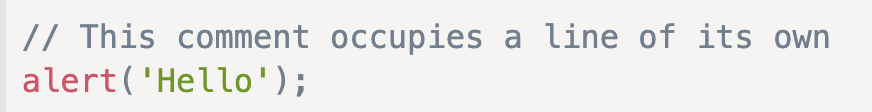 // This comment occupies a line of its own
alert('Hello');